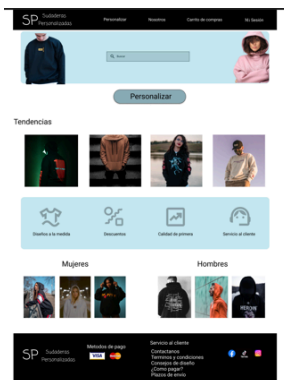 SP Sudaderas Personalizadas
Personalizar
Nosotros
Carrito de compras
Mi Sesión
Personalizar
Tendencias
Diseños a la medida
Descuentos
Calidad de primera
Servicio al cliente
Mujeres
Hombres
SP Sudaderas Personalizadas
Métodos de pago
VISA
Servicio al cliente
Contactanos
Terminos y condiciones
Consejos de diseño
¿Como pagar?
Plazos de envio